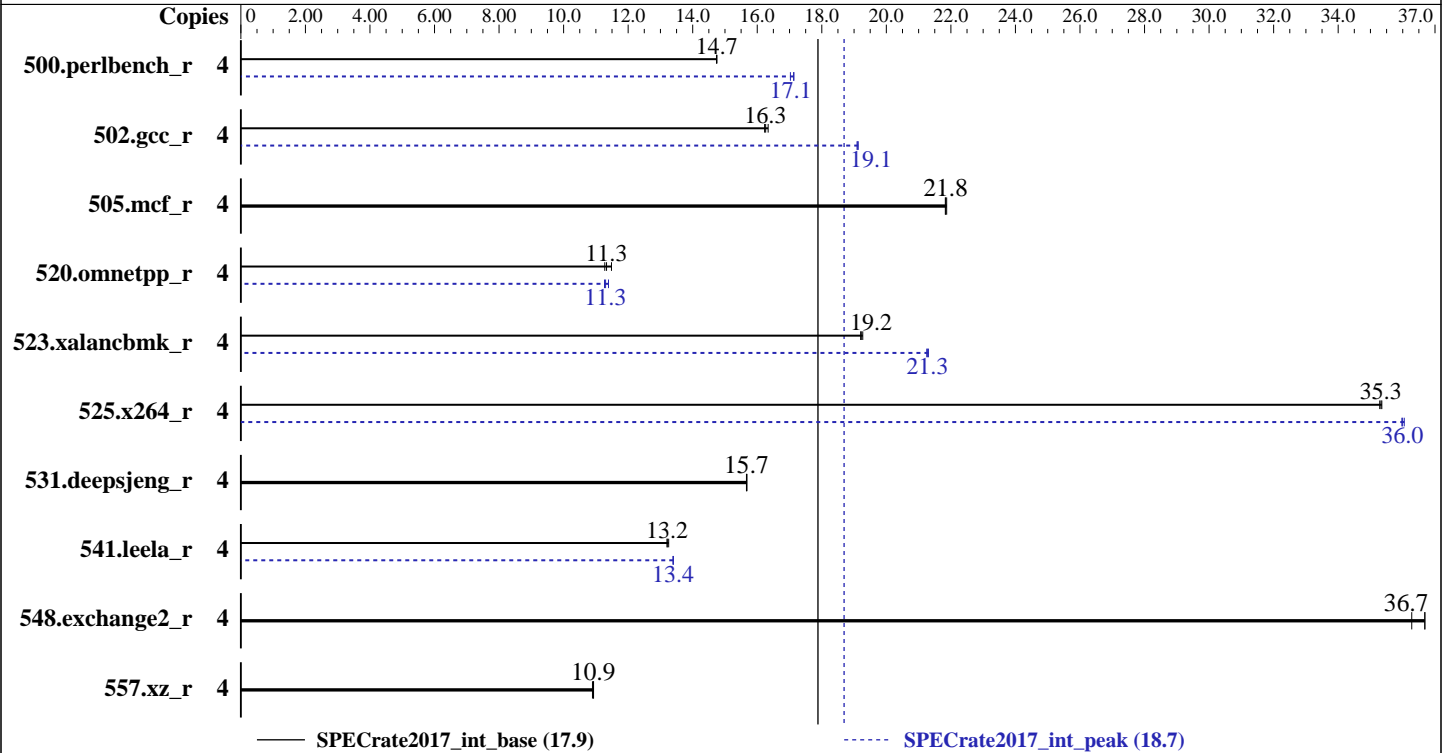 Copies 0 2.00 4.00 6.00 8.00 10.0 12.0 14.0 16.0 18.0 20.0 22.0 24.0 26.0 28.0 30.0 32.0 34.0 37.0
14.7
500.perlbench_r 4
17.1
16.3
502.gcc_r 4
19.1
21.8
505.mcf_r 4
11.3
520.omnetpp_r 4
11.3
19.2
523.xalancbmk_r 4
21.3
35.3
525.x264_r 4
36.0
15.7
531.deepsjeng_r 4
13.2
541.leela_r 4
13.4
36.7
548.exchange2_r 4
10.9
557.xz_r 4
SPECrate2017_int_base (17.9) SPECrate2017_int_peak (18.7)